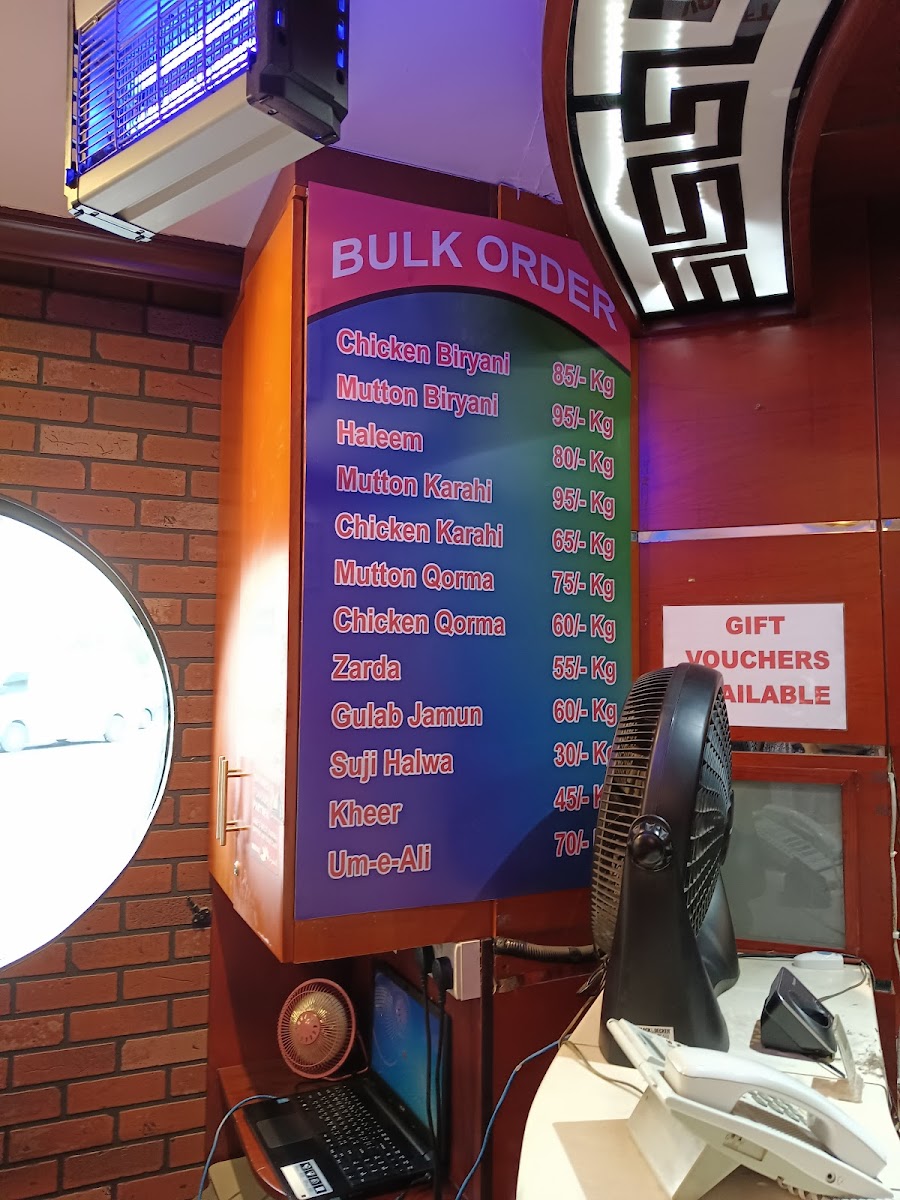 BULK ORDER
Chicken Biryani 85/- Kg
Mutton Biryani 95/- Kg
Haleem 80/- Kg
Mutton Karahi 95/- Kg
Chicken Karahi 65/- Kg
Mutton Qorma 75/- Kg
Chicken Qorma 60/- Kg
Zarda 55/- Kg
Gulab Jamun 60/- Kg
Suji Halwa 30/- Kg
Kheer 45/-
Um-e-Ali 70/-
GIFT
VOUCHERS
AILABLE